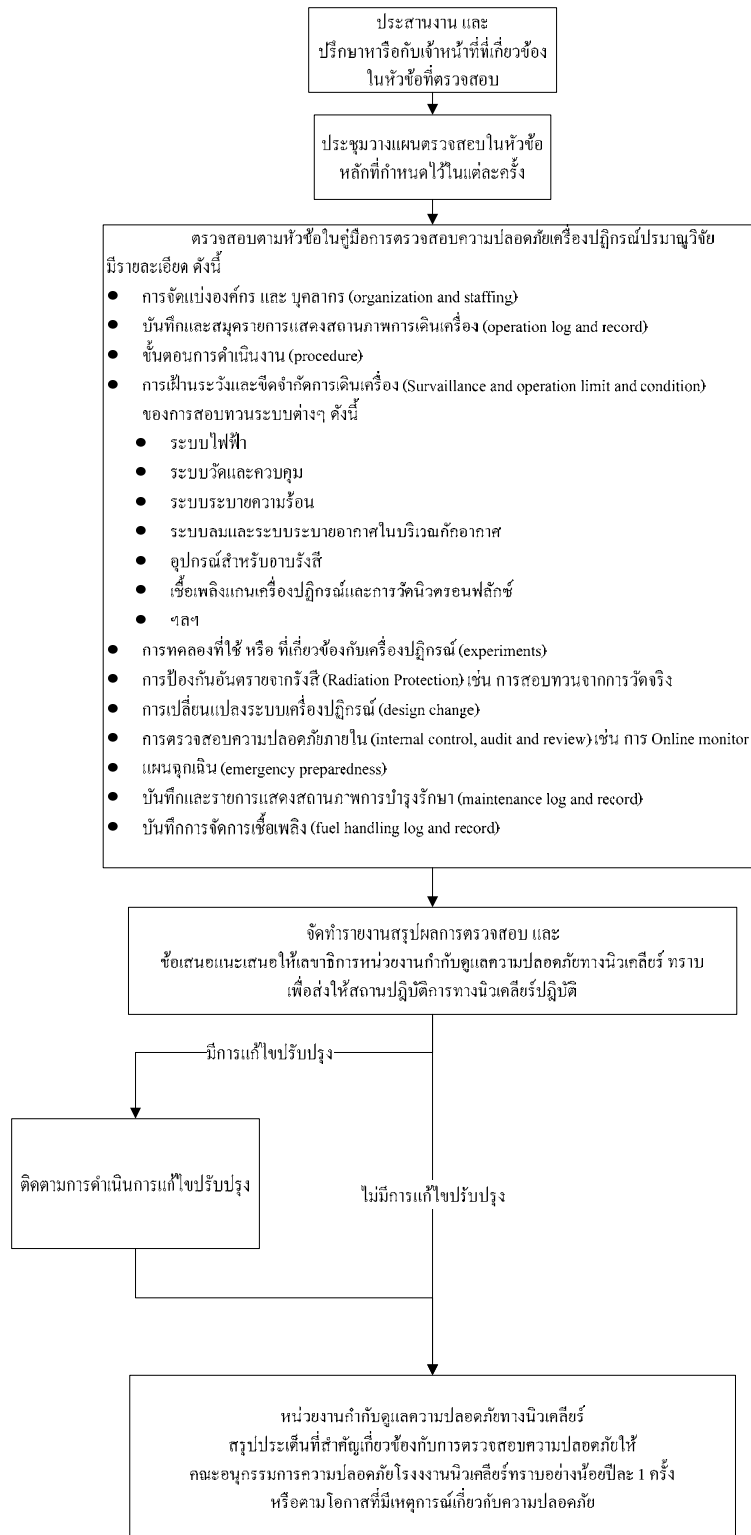 ประสานงาน และ
ปรึกษาหารือกับเจ้าหน้าที่ที่เกี่ยวข้อง
ในหัวข้อที่ตรวจสอบ
ประชุมวางแผนตรวจสอบในหัวข้อ
หลักที่กำหนดไว้ในแต่ละครั้ง
ตรวจสอบตามหัวข้อในคู่มือการตรวจสอบความปลอดภัยเครื่องปฏิกรณ์ปรมาณูวิจัย
มีรายละเอียด ดังนี้
● การจัดแบ่งองค์กร และ บุคลากร (organization and staffing)
● บันทึกและสมุดรายการแสดงสถานภาพการเดินเครื่อง (operation log and record)
● ขั้นตอนการดำเนินงาน (procedure)
● การเฝ้าระวังและขีดจำกัดการเดินเครื่อง (Survaillance and operation limit and condition)
ของการสอบทวนระบบต่างๆ ดังนี้
● ระบบไฟฟ้า
● ระบบวัดและควบคุม
● ระบบระบายความร้อน
● ระบบลมและระบบระบายอากาศในบริเวณกักอากาศ
● อุปกรณ์สำหรับอาบรังสี
● เชื้อเพลิงแกนเครื่องปฏิกรณ์และการวัดนิวตรอนฟลักซ์
● ฯลฯ
● การทดลองที่ใช้ หรือ ที่เกี่ยวข้องกับเครื่องปฏิกรณ์ (experiments)
● การป้องกันอันตรายจากรังสี (Radiation Protection) เช่น การสอบทวนจากการวัดจริง
● การเปลี่ยนแปลงระบบเครื่องปฏิกรณ์ (design change)
● การตรวจสอบความปลอดภัยภายใน (internal control, audit and review) เช่น การ Online monitor
● แผนฉุกเฉิน (emergency preparedness)
● บันทึกและรายการแสดงสถานภาพการบำรุงรักษา (maintenance log and record)
● บันทึกการจัดการเชื้อเพลิง (fuel handling log and record)
จัดทำรายงานสรุปผลการตรวจสอบ และ
ข้อเสนอแนะเสนอให้เลขาธิการหน่วยงานกำกับดูแลความปลอดภัยทางนิวเคลียร์ ทราบ
เพื่อส่งให้สถานปฏิบัติการทางนิวเคลียร์ปฏิบัติ
มีการแก้ไขปรับปรุง
ติดตามการดำเนินการแก้ไขปรับปรุง
ไม่มีการแก้ไขปรับปรุง
หน่วยงานกำกับดูแลความปลอดภัยทางนิวเคลียร์
สรุปประเด็นที่สำคัญเกี่ยวข้องกับการตรวจสอบความปลอดภัยให้
คณะอนุกรรมการความปลอดภัยโรงงงานนิวเคลียร์ทราบอย่างน้อยปีละ 1 ครั้ง
หรือตามโอกาสที่มีเหตุการณ์เกี่ยวกับความปลอดภัย